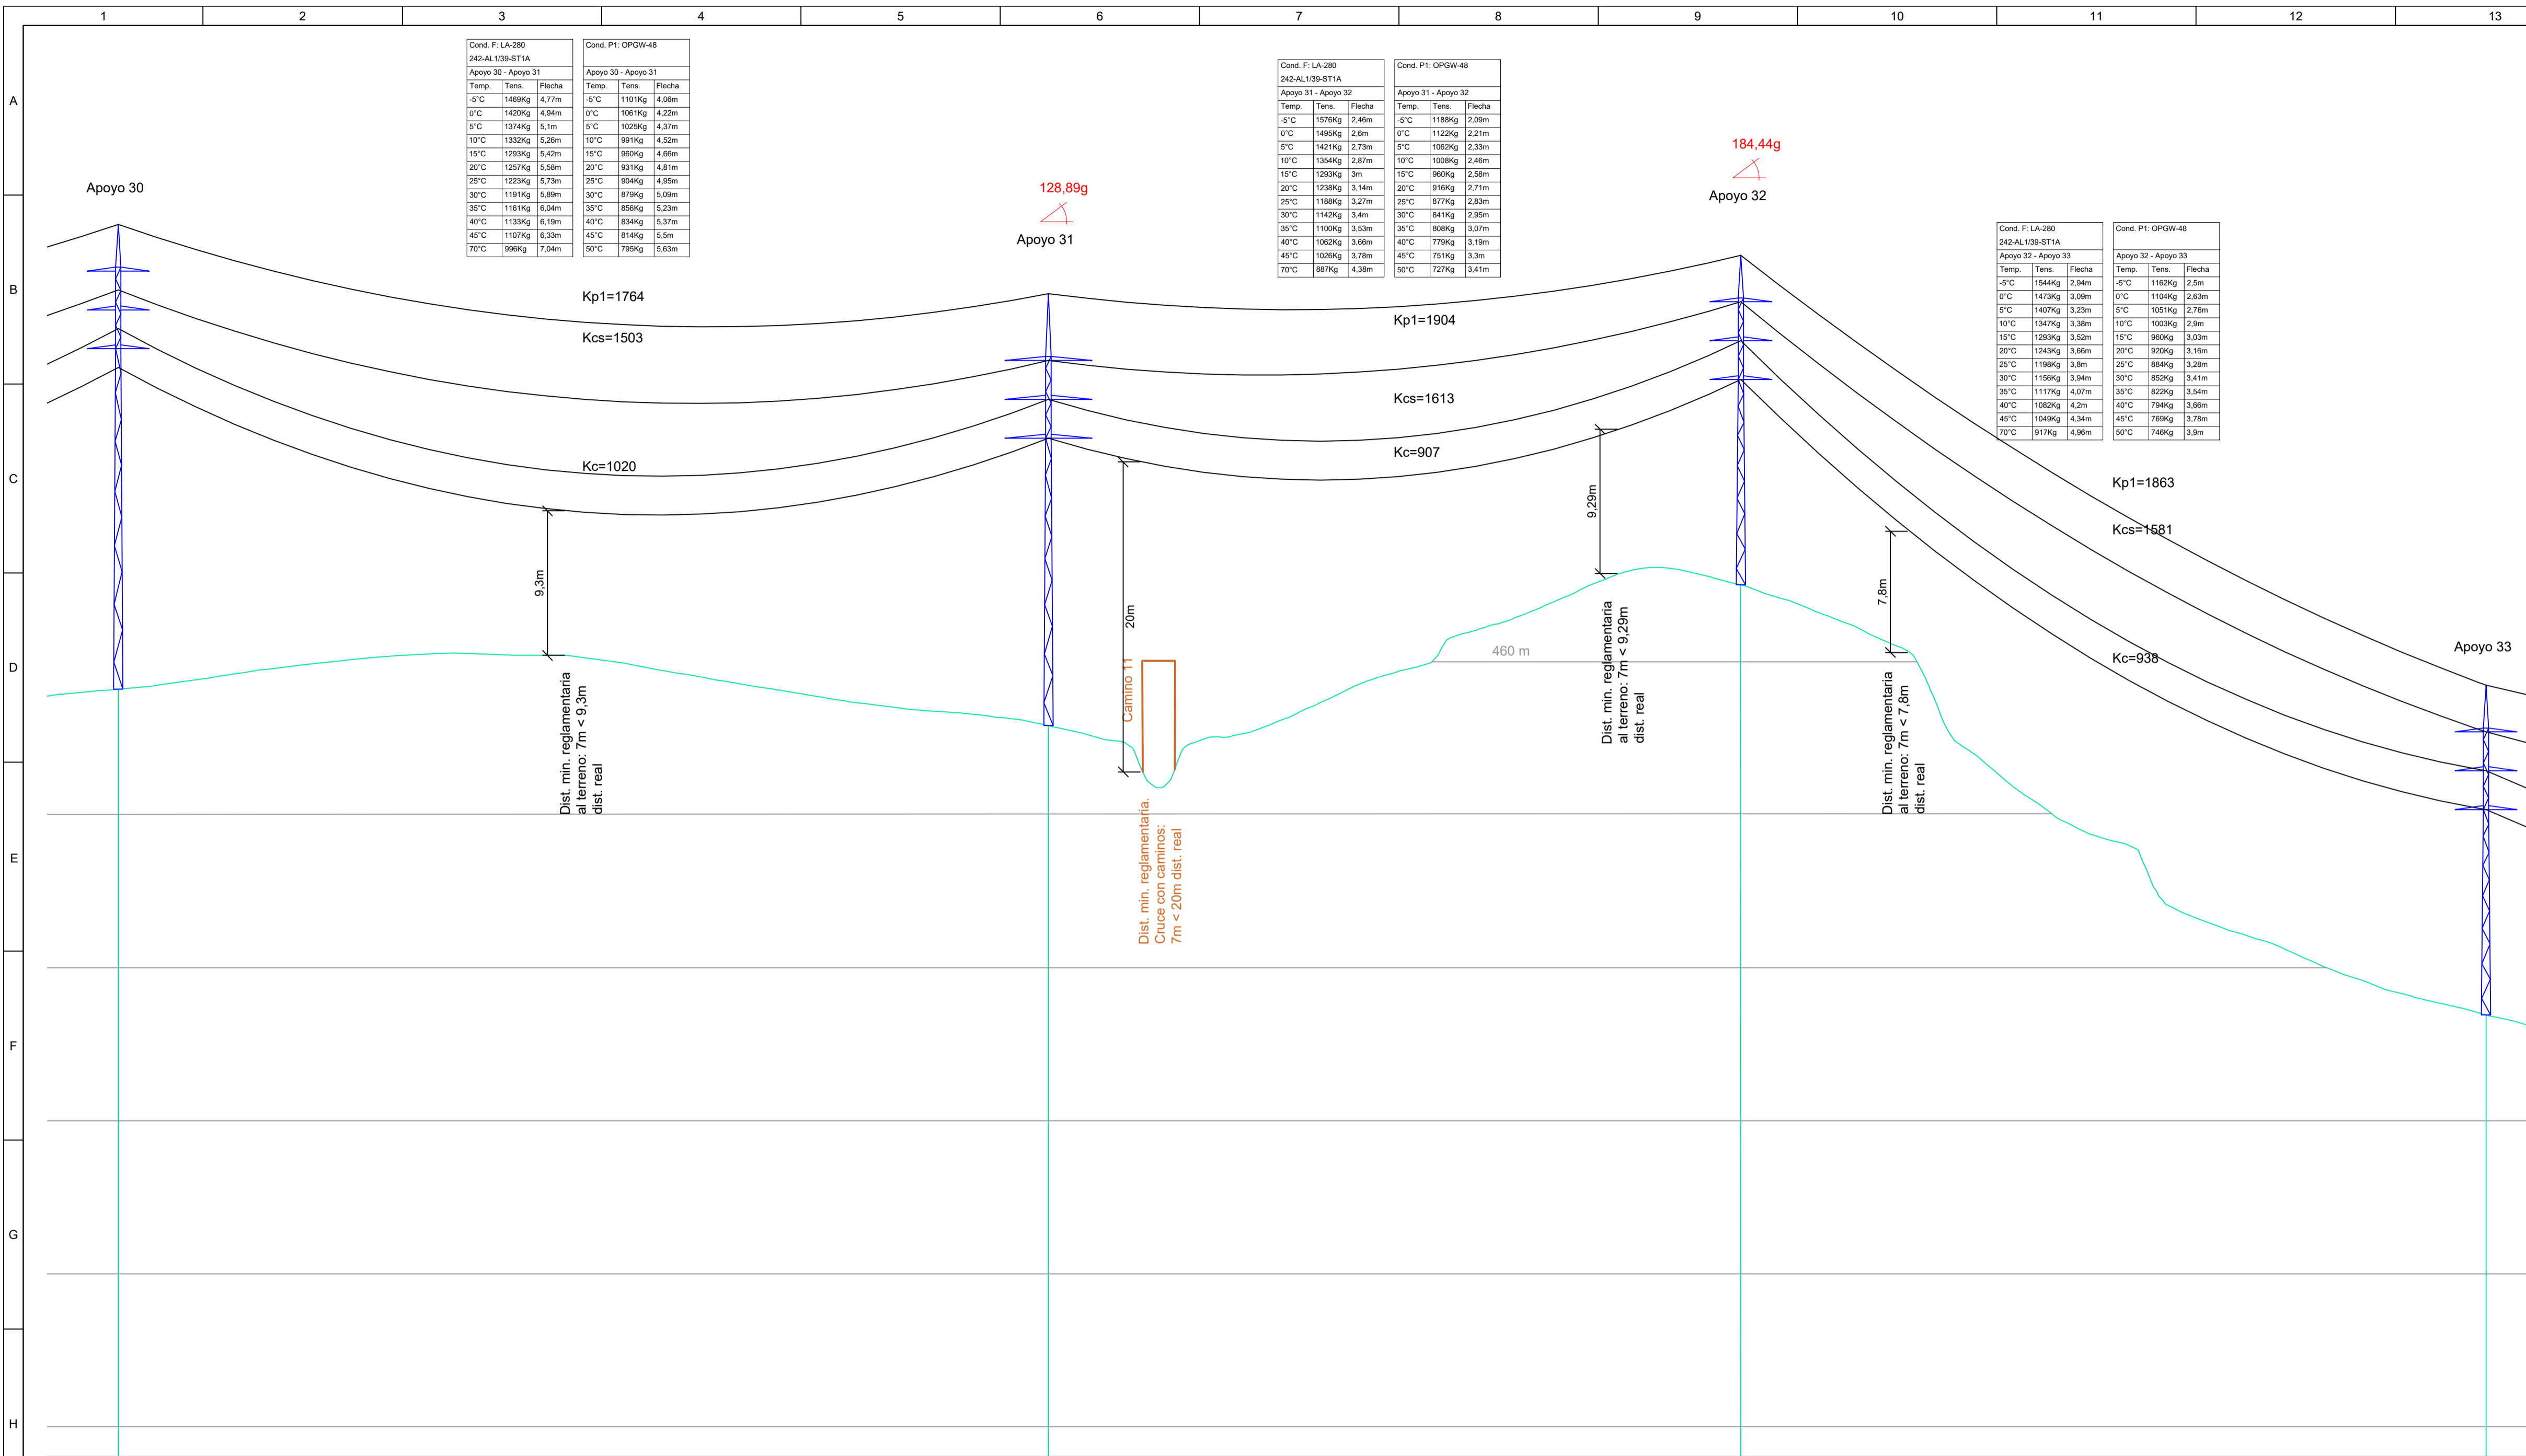 1 2 3 4 5 6 7 8 9 10 11 12 13
A
B
C
D
E
F
G
H
Cond. F: LA-280
242-AL1/39-ST1A
Apoyo 30 - Apoyo 31
Temp. Tens. Flecha
-5°C 1469Kg 4,77m
0°C 1420Kg 4,94m
5°C 1374Kg 5,1m
10°C 1332Kg 5,26m
15°C 1293Kg 5,42m
20°C 1257Kg 5,58m
25°C 1223Kg 5,73m
30°C 1191Kg 5,89m
35°C 1161Kg 6,04m
40°C 1133Kg 6,19m
45°C 1107Kg 6,33m
70°C 996Kg 7,04m
Cond. P1: OPGW-48
Apoyo 30 - Apoyo 31
Temp. Tens. Flecha
-5°C 1101Kg 4,06m
0°C 1061Kg 4,22m
5°C 1025Kg 4,37m
10°C 991Kg 4,52m
15°C 960Kg 4,66m
20°C 931Kg 4,81m
25°C 904Kg 4,95m
30°C 879Kg 5,09m
35°C 856Kg 5,23m
40°C 834Kg 5,37m
45°C 814Kg 5,5m
50°C 795Kg 5,63m
Cond. F: LA-280
242-AL1/39-ST1A
Apoyo 31 - Apoyo 32
Temp. Tens. Flecha
-5°C 1576Kg 2,46m
0°C 1495Kg 2,6m
5°C 1421Kg 2,73m
10°C 1354Kg 2,87m
15°C 1293Kg 3m
20°C 1238Kg 3,14m
25°C 1188Kg 3,27m
30°C 1142Kg 3,4m
35°C 1100Kg 3,53m
40°C 1062Kg 3,66m
45°C 1026Kg 3,78m
70°C 887Kg 4,38m
Cond. P1: OPGW-48
Apoyo 31 - Apoyo 32
Temp. Tens. Flecha
-5°C 1188Kg 2,09m
0°C 1122Kg 2,21m
5°C 1062Kg 2,33m
10°C 1008Kg 2,46m
15°C 960Kg 2,58m
20°C 916Kg 2,71m
25°C 877Kg 2,83m
30°C 841Kg 2,95m
35°C 808Kg 3,07m
40°C 779Kg 3,19m
45°C 751Kg 3,3m
50°C 727Kg 3,41m
Cond. F: LA-280
242-AL1/39-ST1A
Apoyo 32 - Apoyo 33
Temp. Tens. Flecha
-5°C 1544Kg 2,94m
0°C 1473Kg 3,09m
5°C 1407Kg 3,23m
10°C 1347Kg 3,38m
15°C 1293Kg 3,52m
20°C 1243Kg 3,66m
25°C 1198Kg 3,8m
30°C 1156Kg 3,94m
35°C 1117Kg 4,07m
40°C 1082Kg 4,2m
45°C 1049Kg 4,34m
70°C 917Kg 4,96m
Cond. P1: OPGW-48
Apoyo 32 - Apoyo 33
Temp. Tens. Flecha
-5°C 1162Kg 2,5m
0°C 1104Kg 2,63m
5°C 1051Kg 2,76m
10°C 1003Kg 2,9m
15°C 960Kg 3,03m
20°C 920Kg 3,16m
25°C 884Kg 3,28m
30°C 852Kg 3,41m
35°C 822Kg 3,54m
40°C 794Kg 3,66m
45°C 769Kg 3,78m
50°C 746Kg 3,9m
Apoyo 30
128,89g
Apoyo 31
184,44g
Apoyo 32
Apoyo 33
Kp1=1764
Kcs=1503
Kc=1020
Kp1=1904
Kcs=1613
Kc=907
Kp1=1863
Kcs=1581
Kc=938
9,3m
Dist. min. reglamentaria
al terreno: 7m < 9,3m
dist. real
20m
Camino 11
Dist. min. reglamentaria.
Cruce con caminos:
7m < 20m dist. real
460 m
9,29m
Dist. min. reglamentaria
al terreno: 7m < 9,29m
dist. real
7,8m
Dist. min. reglamentaria
al terreno: 7m < 7,8m
dist. real